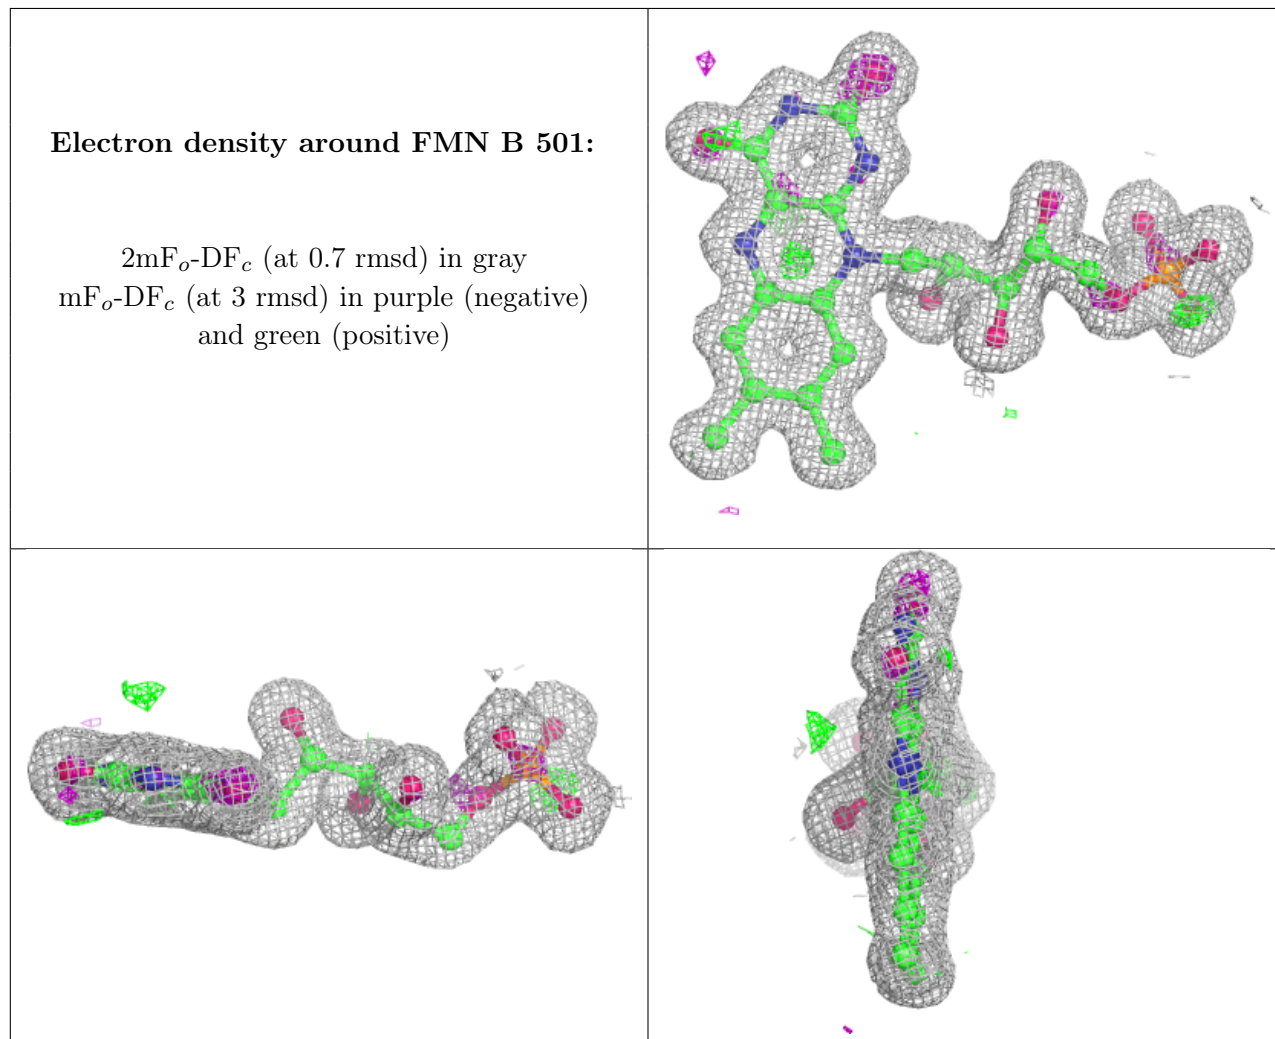 Electron density around FMN B 501:
2mFₒ-DF𝒸 (at 0.7 rmsd) in gray
mFₒ-DF𝒸 (at 3 rmsd) in purple (negative)
and green (positive)